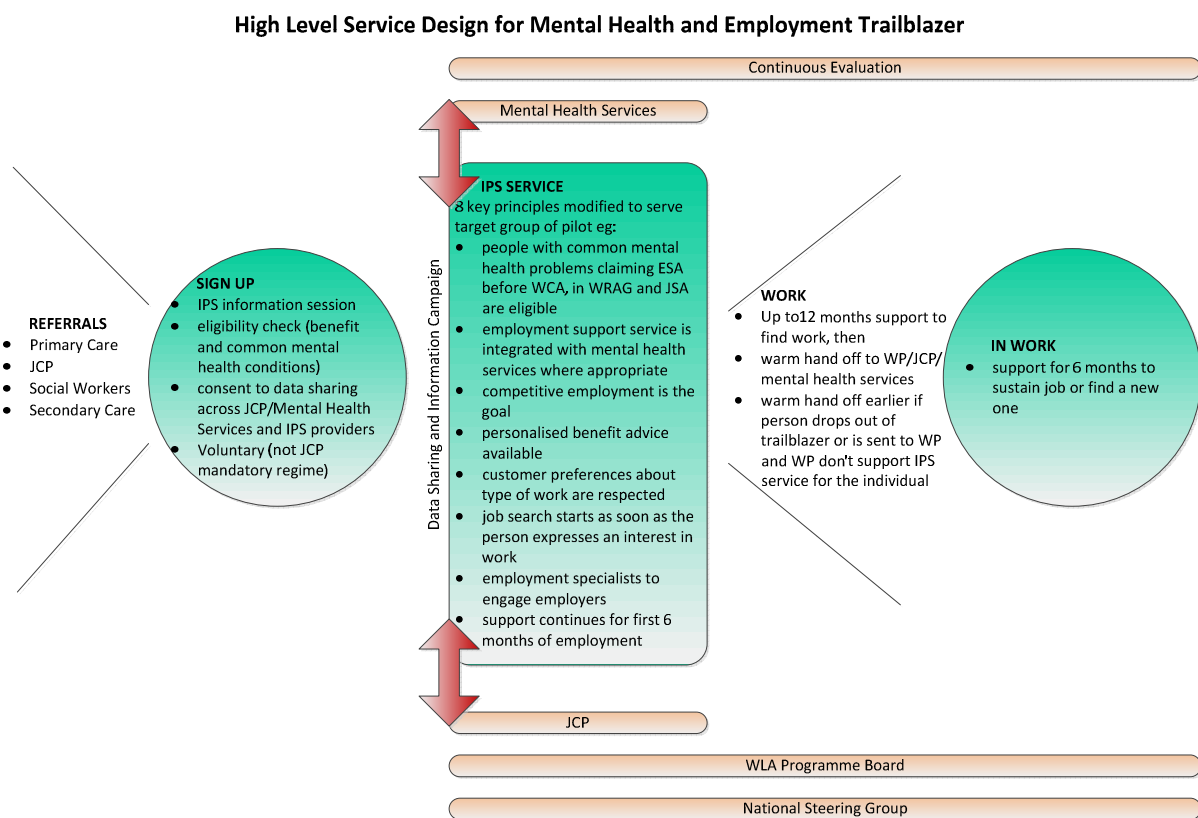 High Level Service Design for Mental Health and Employment Trailblazer
Continuous Evaluation
Mental Health Services
REFERRALS
• Primary Care
• JCP
• Social Workers
• Secondary Care
SIGN UP
• IPS information session
• eligibility check (benefit
and common mental
health conditions)
• consent to data sharing
across JCP/Mental Health
Services and IPS providers
• Voluntary (not JCP
mandatory regime)
Data Sharing and Information Campaign
IPS SERVICE
8 key principles modified to serve
target group of pilot eg:
• people with common mental
health problems claiming ESA
before WCA, in WRAG and JSA
are eligible
• employment support service is
integrated with mental health
services where appropriate
• competitive employment is the
goal
• personalised benefit advice
available
• customer preferences about
type of work are respected
• job search starts as soon as the
person expresses an interest in
work
• employment specialists to
engage employers
• support continues for first 6
months of employment
WORK
• Up to12 months support to
find work, then
• warm hand off to WP/JCP/
mental health services
• warm hand off earlier if
person drops out of
trailblazer or is sent to WP
and WP don't support IPS
service for the individual
IN WORK
• support for 6 months to
sustain job or find a new
one
JCP
WLA Programme Board
National Steering Group